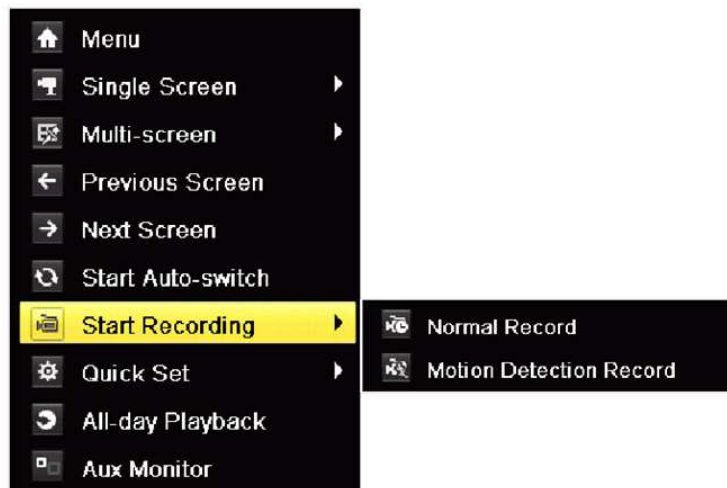 Menu
Single Screen
Multi-screen
Previous Screen
Next Screen
Start Auto-switch
Start Recording
Normal Record
Motion Detection Record
Quick Set
All-day Playback
Aux Monitor